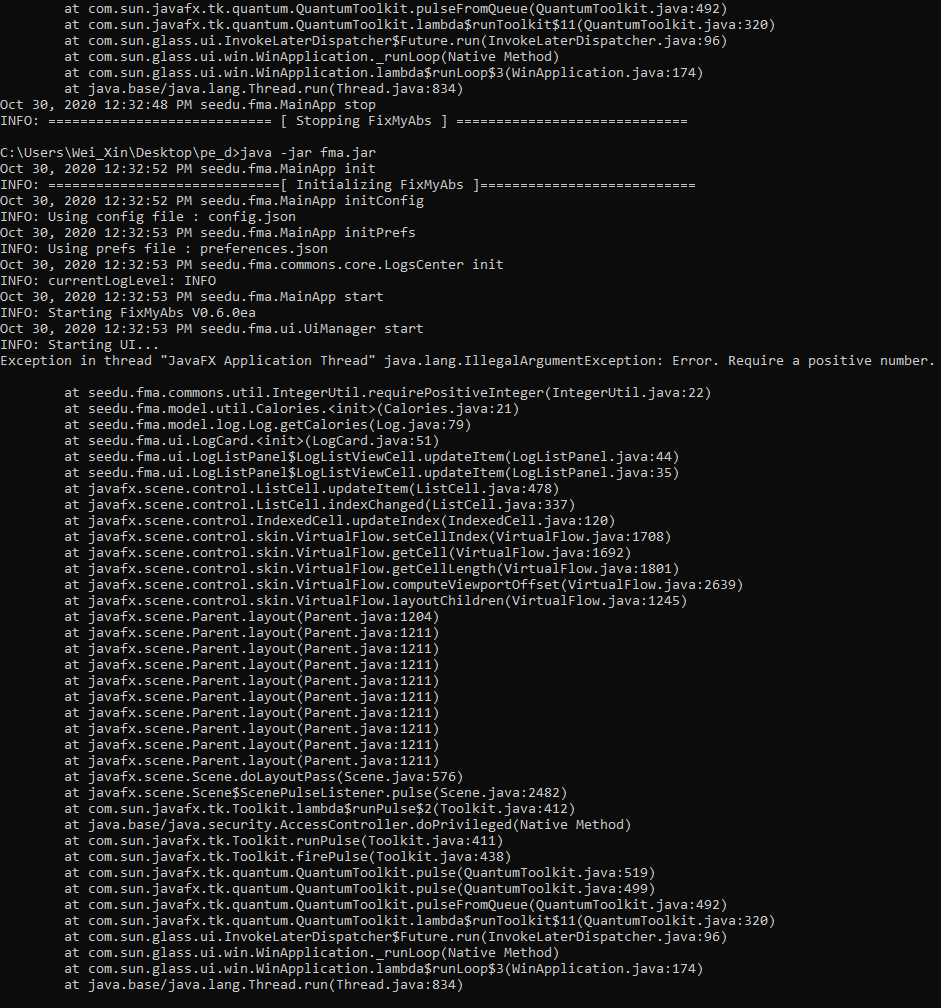 at com.sun.javafx.tk.quantum.QuantumToolkit.pulseFromQueue(QuantumToolkit.java:492)
at com.sun.javafx.tk.quantum.QuantumToolkit.lambda$runToolkit$11(QuantumToolkit.java:320)
at com.sun.glass.ui.InvokeLaterDispatcher$Future.run(InvokeLaterDispatcher.java:96)
at com.sun.glass.ui.win.WinApplication._runLoop(Native Method)
at com.sun.glass.ui.win.WinApplication.lambda$runLoop$3(WinApplication.java:174)
at java.base/java.lang.Thread.run(Thread.java:834)
Oct 30, 2020 12:32:48 PM seedu.fma.MainApp stop
INFO: ============================ [ Stopping FixMyAbs ] =============================
C:\Users\Wei_Xin\Desktop\pe_d>java -jar fma.jar
Oct 30, 2020 12:32:52 PM seedu.fma.MainApp init
INFO: =============================[ Initializing FixMyAbs ]===========================
Oct 30, 2020 12:32:52 PM seedu.fma.MainApp initConfig
INFO: Using config file : config.json
Oct 30, 2020 12:32:53 PM seedu.fma.MainApp initPrefs
INFO: Using prefs file : preferences.json
Oct 30, 2020 12:32:53 PM seedu.fma.commons.core.LogsCenter init
INFO: currentLogLevel: INFO
Oct 30, 2020 12:32:53 PM seedu.fma.MainApp start
INFO: Starting FixMyAbs V0.6.0ea
Oct 30, 2020 12:32:53 PM seedu.fma.ui.UiManager start
INFO: Starting UI...
Exception in thread "JavaFX Application Thread" java.lang.IllegalArgumentException: Error. Require a positive number.
at seedu.fma.commons.util.IntegerUtil.requirePositiveInteger(IntegerUtil.java:22)
at seedu.fma.model.util.Calories.<init>(Calories.java:21)
at seedu.fma.model.log.Log.getCalories(Log.java:79)
at seedu.fma.ui.LogCard.<init>(LogCard.java:51)
at seedu.fma.ui.LogListPanel$LogListViewCell.updateItem(LogListPanel.java:44)
at seedu.fma.ui.LogListPanel$LogListViewCell.updateItem(LogListPanel.java:35)
at javafx.scene.control.ListCell.updateItem(ListCell.java:478)
at javafx.scene.control.ListCell.indexChanged(ListCell.java:337)
at javafx.scene.control.IndexedCell.updateIndex(IndexedCell.java:120)
at javafx.scene.control.skin.VirtualFlow.setCellIndex(VirtualFlow.java:1708)
at javafx.scene.control.skin.VirtualFlow.getCell(VirtualFlow.java:1692)
at javafx.scene.control.skin.VirtualFlow.getCellLength(VirtualFlow.java:1801)
at javafx.scene.control.skin.VirtualFlow.computeViewportOffset(VirtualFlow.java:2639)
at javafx.scene.control.skin.VirtualFlow.layoutChildren(VirtualFlow.java:1245)
at javafx.scene.Parent.layout(Parent.java:1204)
at javafx.scene.Parent.layout(Parent.java:1211)
at javafx.scene.Parent.layout(Parent.java:1211)
at javafx.scene.Parent.layout(Parent.java:1211)
at javafx.scene.Parent.layout(Parent.java:1211)
at javafx.scene.Parent.layout(Parent.java:1211)
at javafx.scene.Parent.layout(Parent.java:1211)
at javafx.scene.Parent.layout(Parent.java:1211)
at javafx.scene.Parent.layout(Parent.java:1211)
at javafx.scene.Parent.layout(Parent.java:1211)
at javafx.scene.Scene.doLayoutPass(Scene.java:576)
at javafx.scene.Scene$ScenePulseListener.pulse(Scene.java:2482)
at com.sun.javafx.tk.Toolkit.lambda$runPulse$2(Toolkit.java:412)
at java.base/java.security.AccessController.doPrivileged(Native Method)
at com.sun.javafx.tk.Toolkit.runPulse(Toolkit.java:411)
at com.sun.javafx.tk.Toolkit.firePulse(Toolkit.java:438)
at com.sun.javafx.tk.quantum.QuantumToolkit.pulse(QuantumToolkit.java:519)
at com.sun.javafx.tk.quantum.QuantumToolkit.pulse(QuantumToolkit.java:499)
at com.sun.javafx.tk.quantum.QuantumToolkit.pulseFromQueue(QuantumToolkit.java:492)
at com.sun.javafx.tk.quantum.QuantumToolkit.lambda$runToolkit$11(QuantumToolkit.java:320)
at com.sun.glass.ui.InvokeLaterDispatcher$Future.run(InvokeLaterDispatcher.java:96)
at com.sun.glass.ui.win.WinApplication._runLoop(Native Method)
at com.sun.glass.ui.win.WinApplication.lambda$runLoop$3(WinApplication.java:174)
at java.base/java.lang.Thread.run(Thread.java:834)